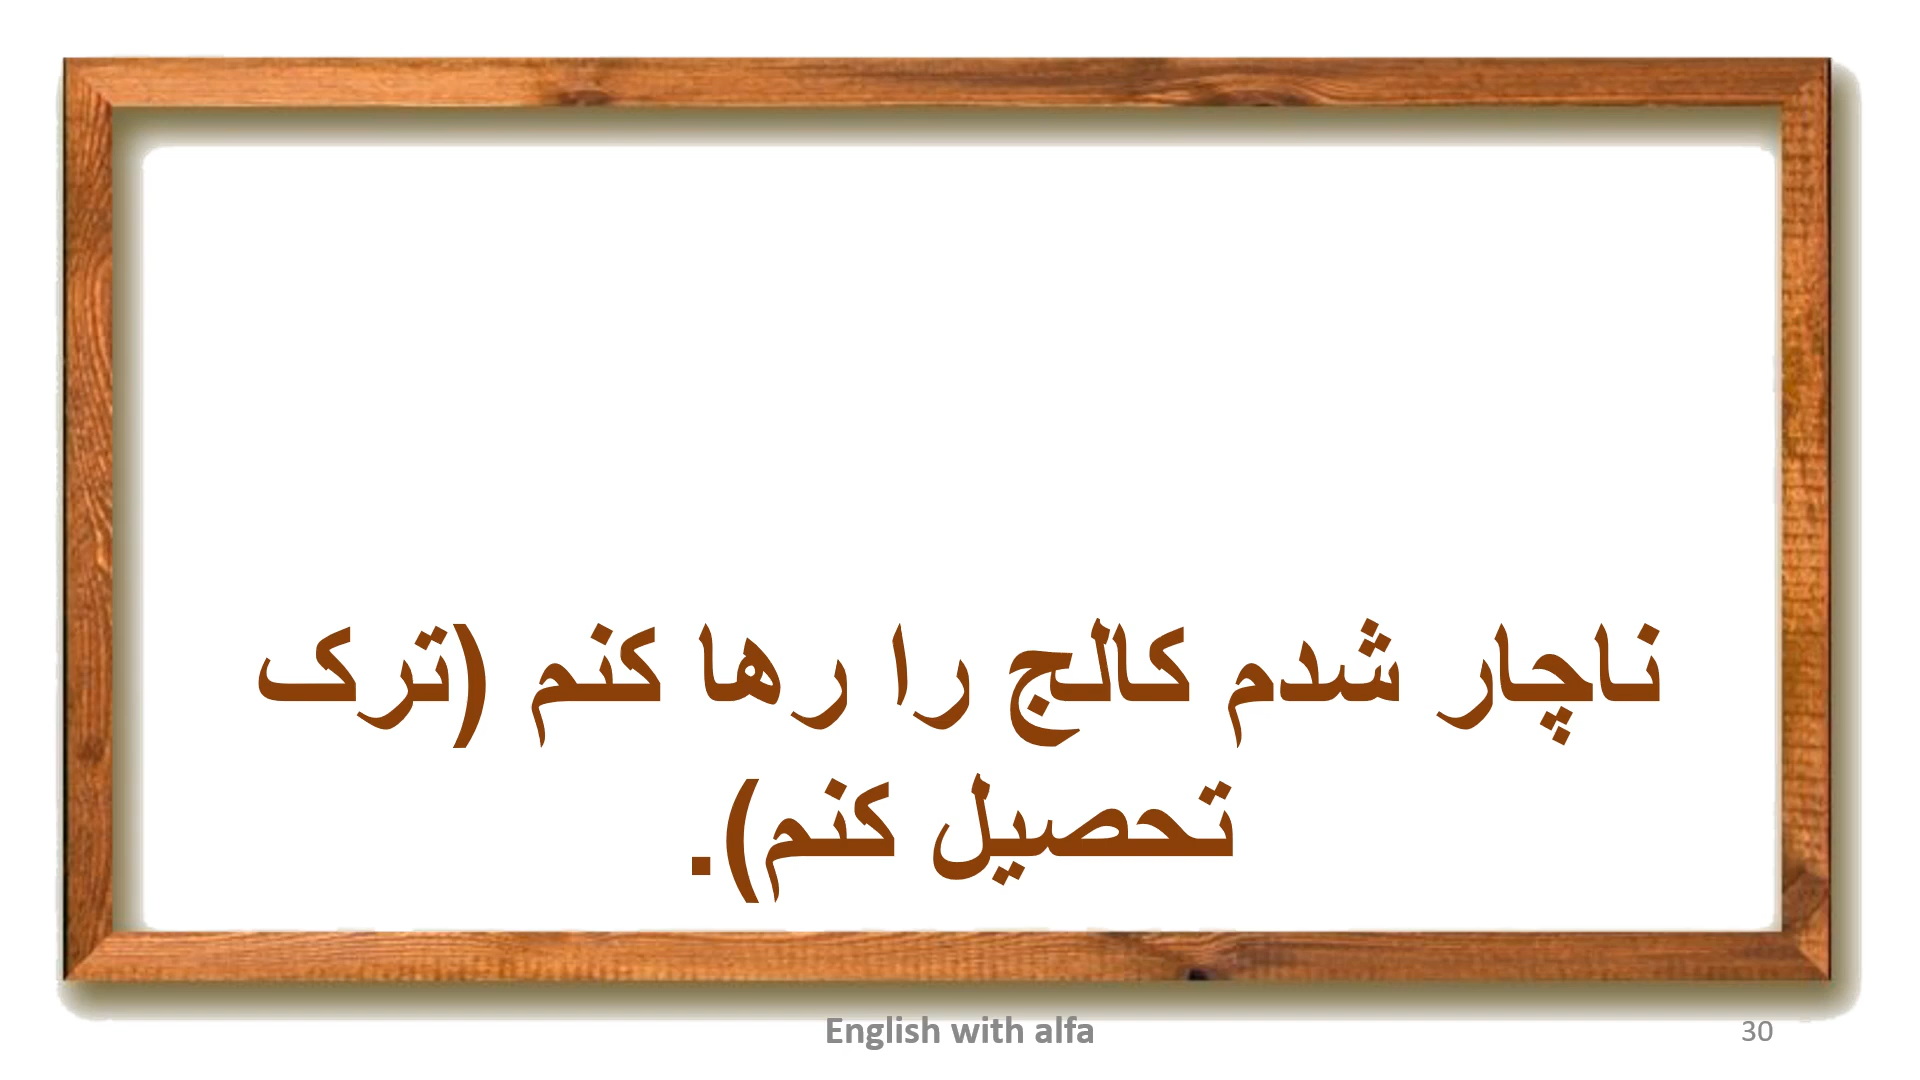 ناچار شدم کالج را رها کنم (ترک
تحصیل کنم).
English with alfa
30